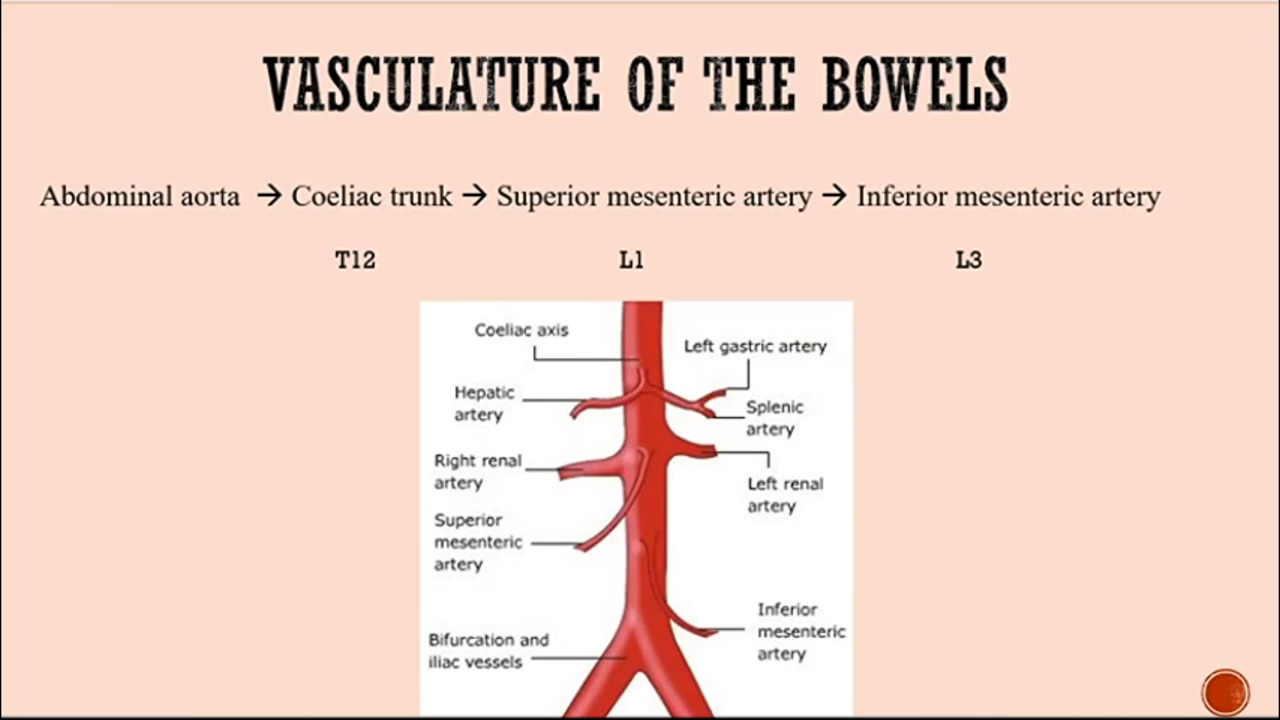 VASCULATURE OF THE BOWELS
Abdominal aorta → Coeliac trunk → Superior mesenteric artery → Inferior mesenteric artery
T12 L1 L3
Coeliac axis
Left gastric artery
Hepatic
artery
Splenic
artery
Right renal
artery
Left renal
artery
Superior
mesenteric
artery
Inferior
mesenteric
artery
Bifurcation and
iliac vessels